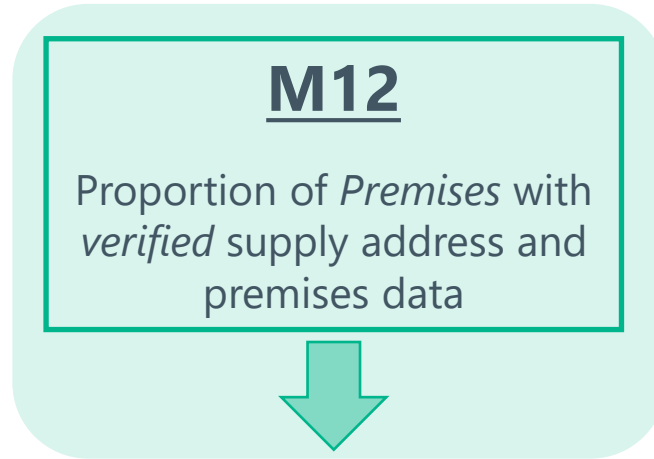 M12
Proportion of Premises with
verified supply address and
premises data